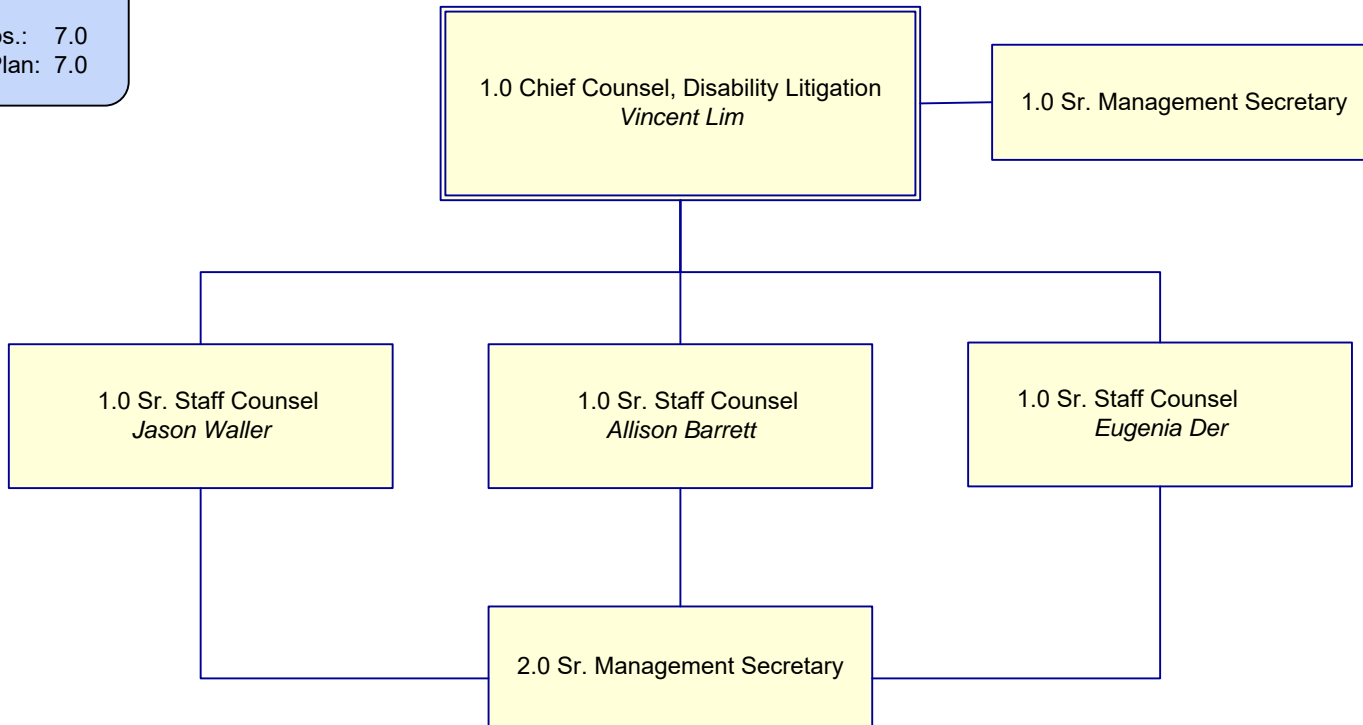 7.0
7.0
1.0 Chief Counsel, Disability Litigation
Vincent Lim
1.0 Sr. Management Secretary
1.0 Sr. Staff Counsel
Jason Waller
1.0 Sr. Staff Counsel
Allison Barrett
1.0 Sr. Staff Counsel
Eugenia Der
2.0 Sr. Management Secretary